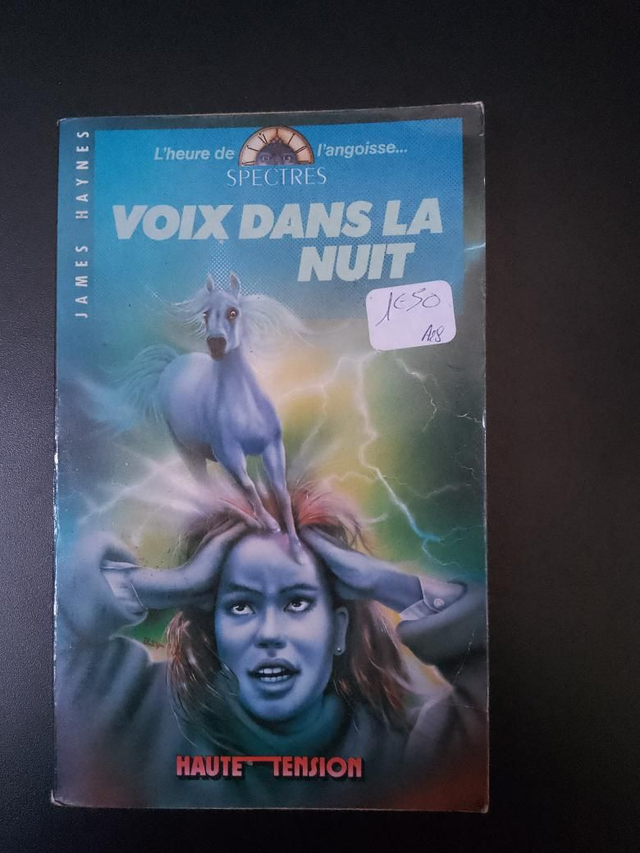 L'heure de l'angoisse...
SPECTRES
VOIX DANS LA
NUIT
JAMES HAYNES
1€50
HAUTE TENSION